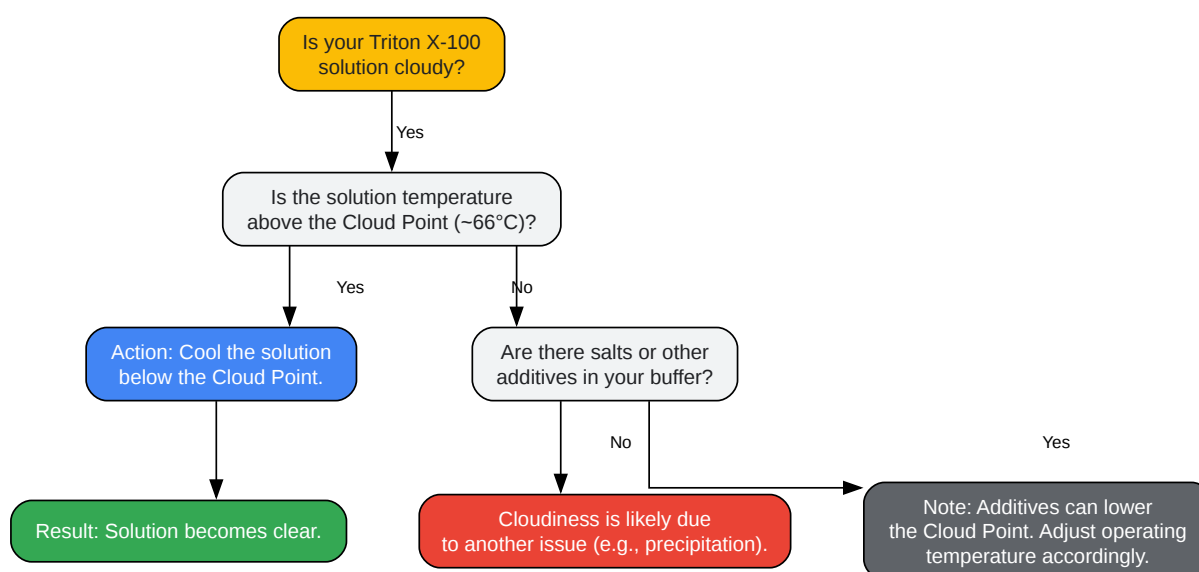 Is your Triton X-100
solution cloudy?
Yes
Is the solution temperature
above the Cloud Point (~66°C)?
Yes
No
Action: Cool the solution
below the Cloud Point.
Are there salts or other
additives in your buffer?
No
Yes
Result: Solution becomes clear.
Cloudiness is likely due
to another issue (e.g., precipitation).
Note: Additives can lower
the Cloud Point. Adjust operating
temperature accordingly.